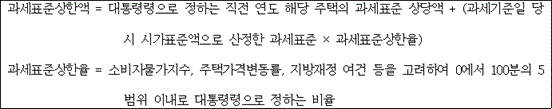 과세표준상한액 = 대통령령으로 정하는 직전 연도 해당 주택의 과세표준 상당액 + (과세기준일 당
시 시가표준액으로 산정한 과세표준 × 과세표준상한율)
과세표준상한율 = 소비자물가지수, 주택가격변동률, 지방재정 여건 등을 고려하여 0에서 100분의 5
범위 이내로 대통령령으로 정하는 비율